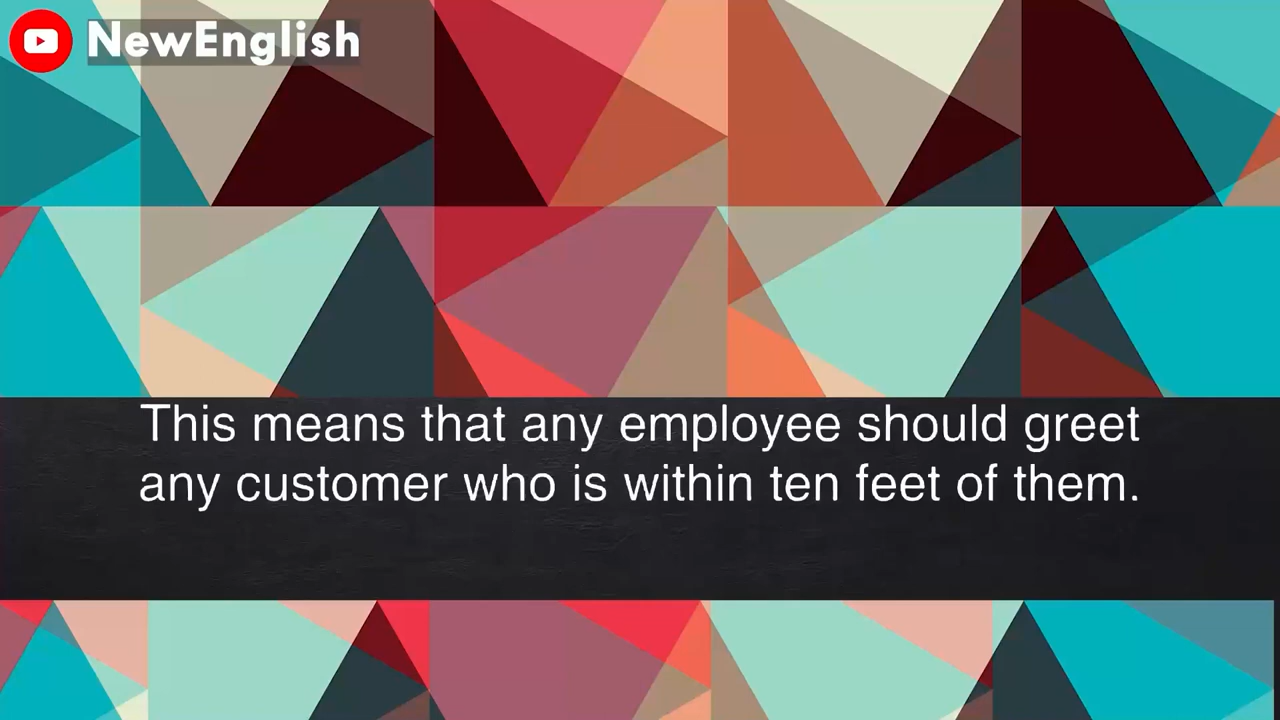 NewEnglish
This means that any employee should greet
any customer who is within ten feet of them.